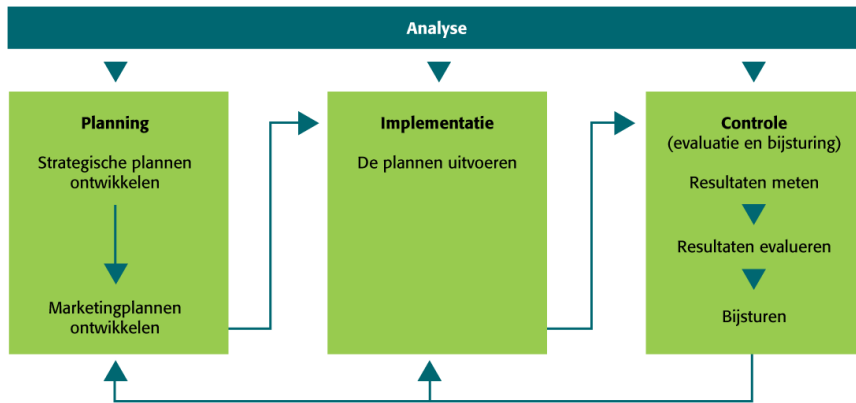 Analyse
Planning
Strategische plannen
ontwikkelen
Marketingplannen
ontwikkelen
Implementatie
De plannen uitvoeren
Controle
(evaluatie en bijsturing)
Resultaten meten
Resultaten evalueren
Bijsturen